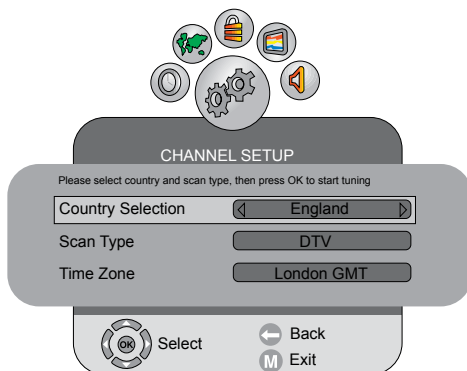 CHANNEL SETUP
Please select country and scan type, then press OK to start tuning
Country Selection England
Scan Type DTV
Time Zone London GMT
OK Select
Back
M Exit